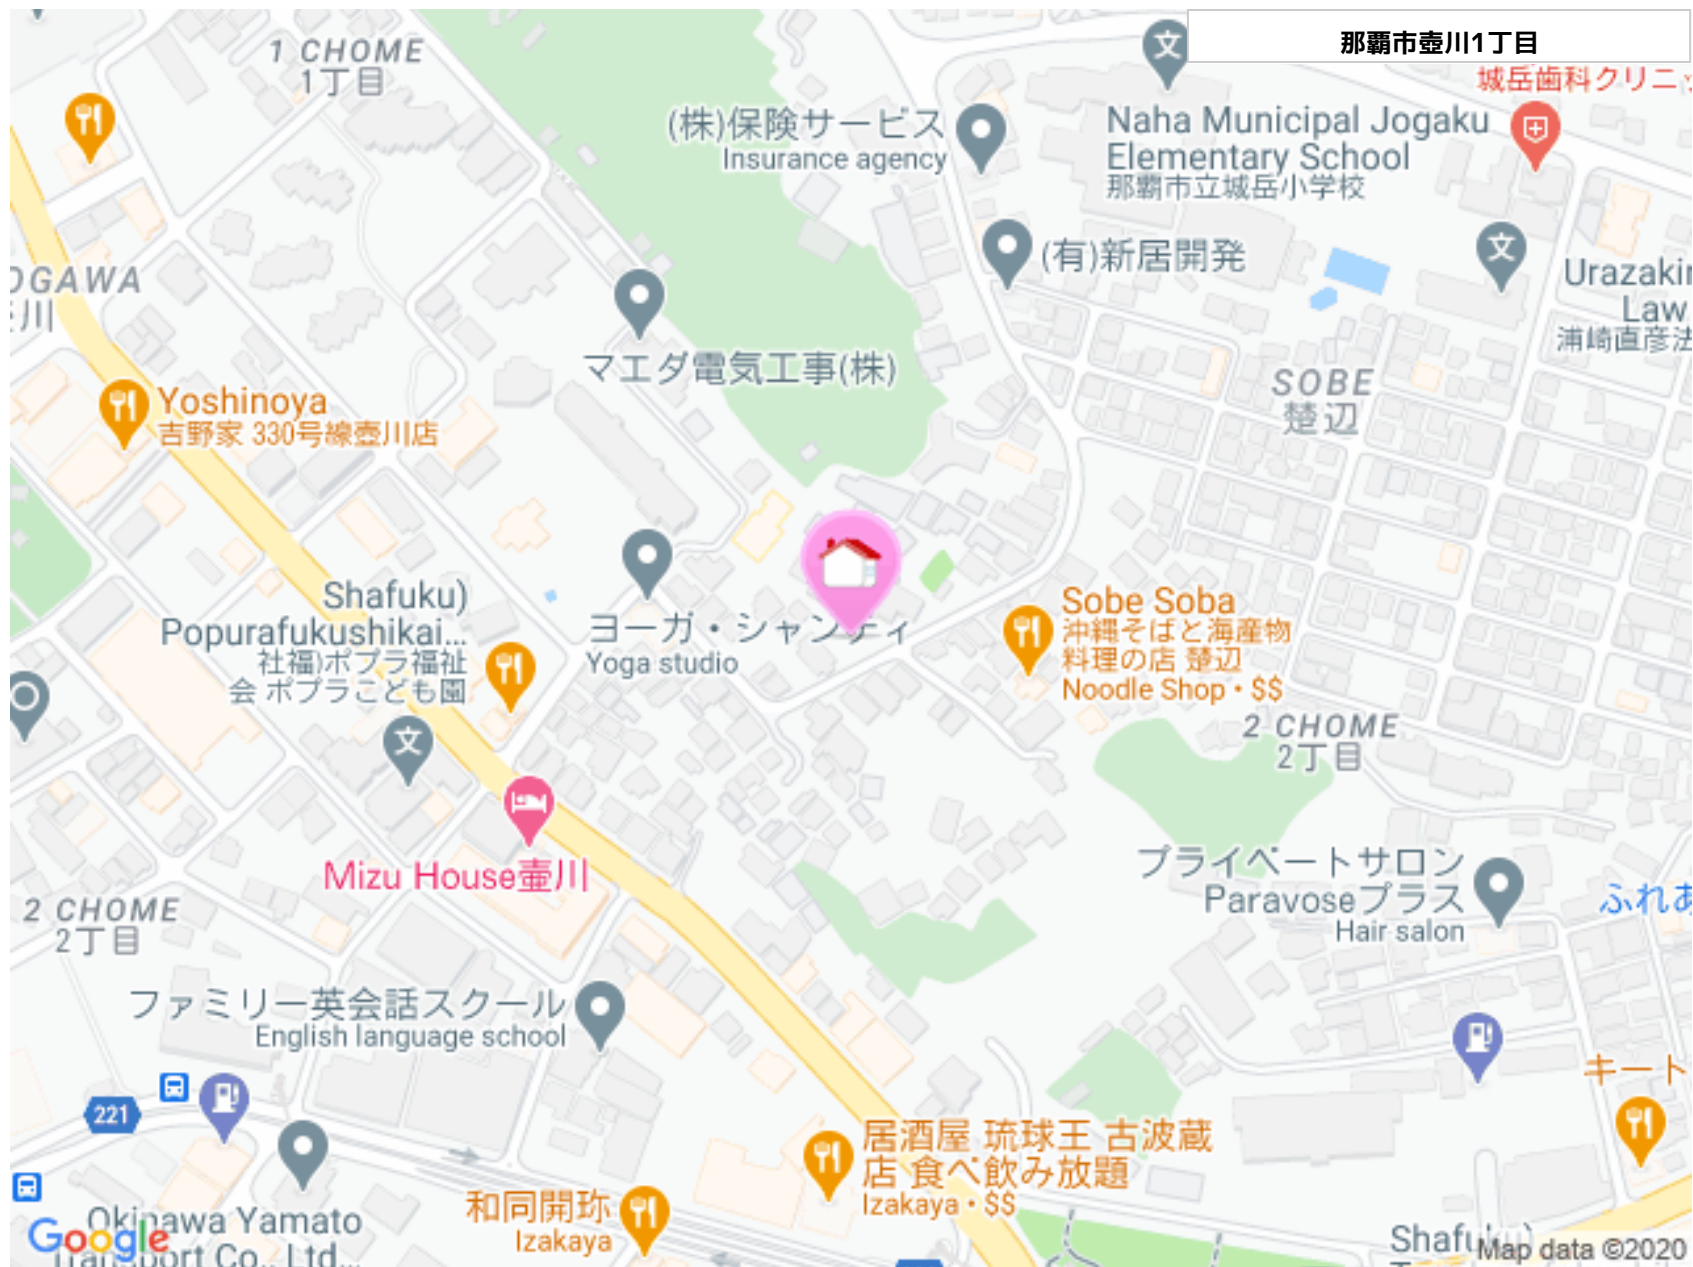 那覇市壺川1丁目
1 CHOME
1丁目
城岳歯科クリニッ
(株)保険サービス
Insurance agency
Naha Municipal Jogaku
Elementary School
那覇市立城岳小学校
(有)新居開発
OGAWA
川
Urazakin
Law
浦崎直彦法
マエダ電気工事(株)
SOBE
楚辺
Yoshinoya
吉野家 330号線壺川店
Shafuku)
Popurafukushikai...
社福)ポプラ福祉
会 ポプラこども園
ヨーガ・シャンティ
Yoga studio
Sobe Soba
沖縄そばと海産物
料理の店 楚辺
Noodle Shop • $$
2 CHOME
2丁目
Mizu House壷川
プライベートサロン
Paravoseプラス
Hair salon
ふれあ
2 CHOME
2丁目
ファミリー英会話スクール
English language school
キート
221
居酒屋 琉球王 古波蔵
店 食べ飲み放題
Izakaya • $$
和同開珎
Izakaya
Okinawa Yamato
Transport Co., Ltd...
Google
Shafuku)
Map data ©2020